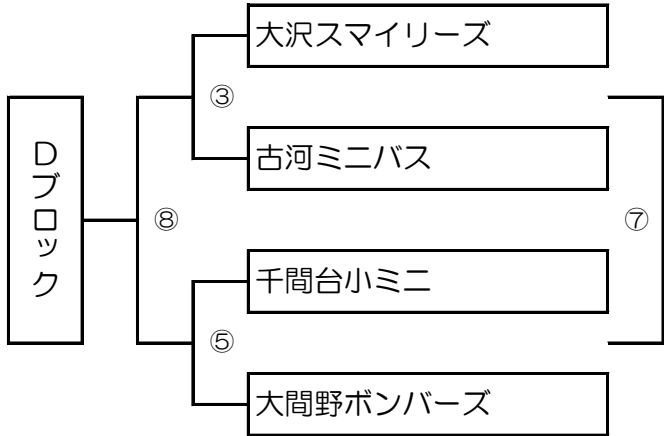 大沢スマイリーズ
③
古河ミニバス
Dブロック
⑧
⑦
千間台小ミニ
⑤
大間野ボンバーズ